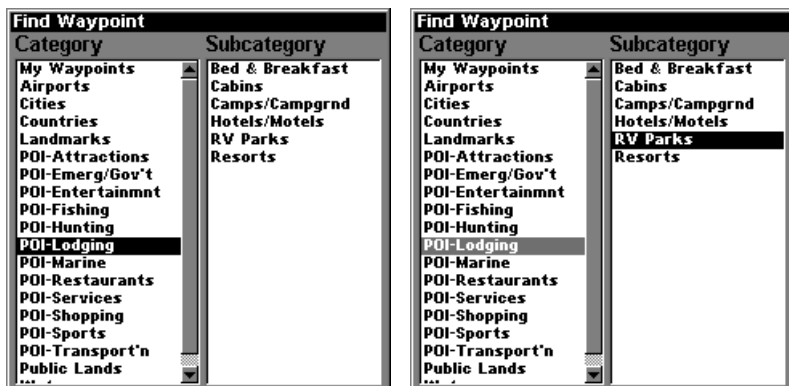 Find Waypoint
Category Subcategory
My Waypoints
Airports
Cities
Countries
Landmarks
POI-Attractions
POI-Emerg/Gov't
POI-Entertainmnt
POI-Fishing
POI-Hunting
POI-Lodging
POI-Marine
POI-Restaurants
POI-Services
POI-Shopping
POI-Sports
POI-Transport'n
Public Lands
Bed & Breakfast
Cabins
Camps/Campgrnd
Hotels/Motels
RV Parks
Resorts
Find Waypoint
Category Subcategory
My Waypoints
Airports
Cities
Countries
Landmarks
POI-Attractions
POI-Emerg/Gov't
POI-Entertainmnt
POI-Fishing
POI-Hunting
POI-Lodging
POI-Marine
POI-Restaurants
POI-Services
POI-Shopping
POI-Sports
POI-Transport'n
Public Lands
Bed & Breakfast
Cabins
Camps/Campgrnd
Hotels/Motels
RV Parks
Resorts